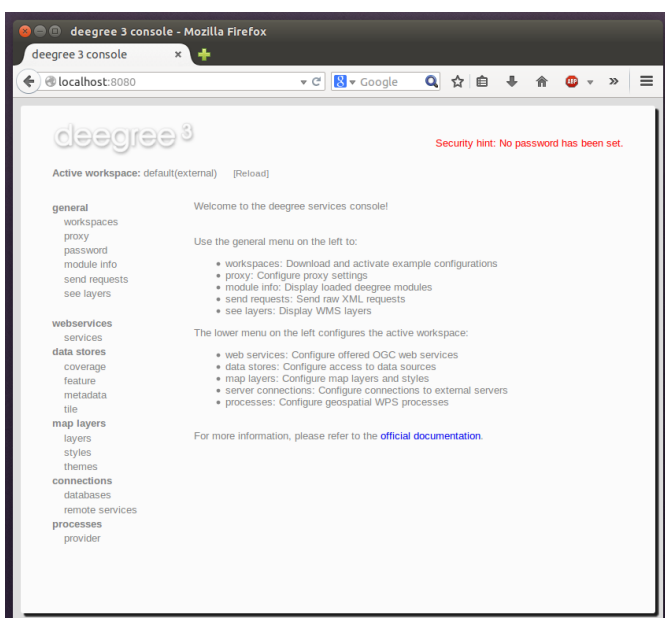 deegree 3 console - Mozilla Firefox
deegree 3 console
localhost:8080
Google
ABP
deegree 3
Security hint: No password has been set.
Active workspace: default(external) [Reload]
general
workspaces
proxy
password
module info
send requests
see layers
webservices
services
data stores
coverage
feature
metadata
tile
map layers
layers
styles
themes
connections
databases
remote services
processes
provider
Welcome to the deegree services console!
Use the general menu on the left to:
workspaces: Download and activate example configurations
proxy: Configure proxy settings
module info: Display loaded deegree modules
send requests: Send raw XML requests
see layers: Display WMS layers
The lower menu on the left configures the active workspace:
web services: Configure offered OGC web services
data stores: Configure access to data sources
map layers: Configure map layers and styles
server connections: Configure connections to external servers
processes: Configure geospatial WPS processes
For more information, please refer to the official documentation.